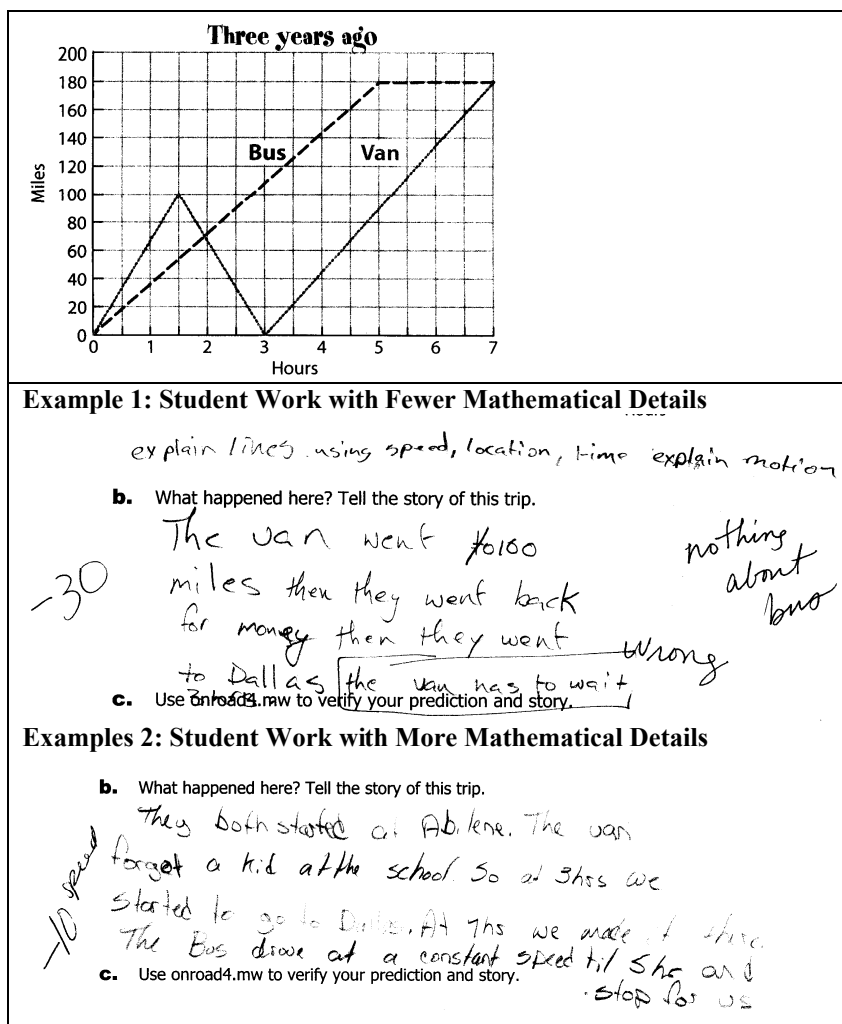 Three years ago
200
180
160
140
120
100
80
60
40
20
0
Miles
Bus
Van
0 1 2 3 4 5 6 7
Hours
Example 1: Student Work with Fewer Mathematical Details
explain lines using speed, location, time explain motion
b. What happened here? Tell the story of this trip.
The van went to 100
miles then they went back
for money then they went
to Dallas the van has to wait
-30
nothing
about
bus
Wrong
c. Use onroad4.mw to verify your prediction and story.
Examples 2: Student Work with More Mathematical Details
b. What happened here? Tell the story of this trip.
They both started at Abilene. The van
forgot a kid at the school. So at 3hrs we
started to go to Dallas. At 7hs we made it there.
The Bus drove at a constant speed til 5hr and
stop for us
-10 speed
c. Use onroad4.mw to verify your prediction and story.